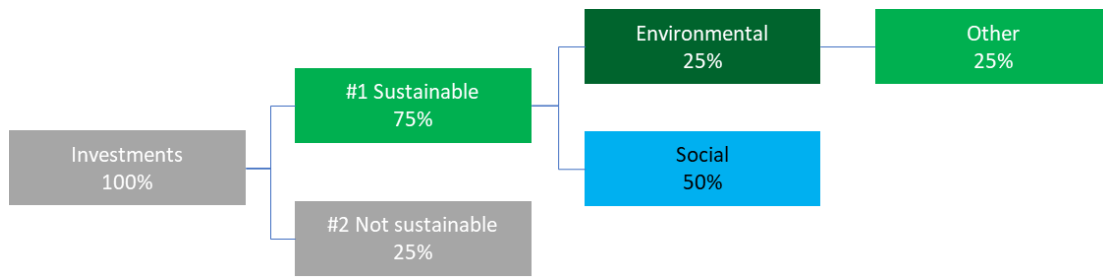 Investments
100%
#1 Sustainable
75%
#2 Not sustainable
25%
Environmental
25%
Social
50%
Other
25%